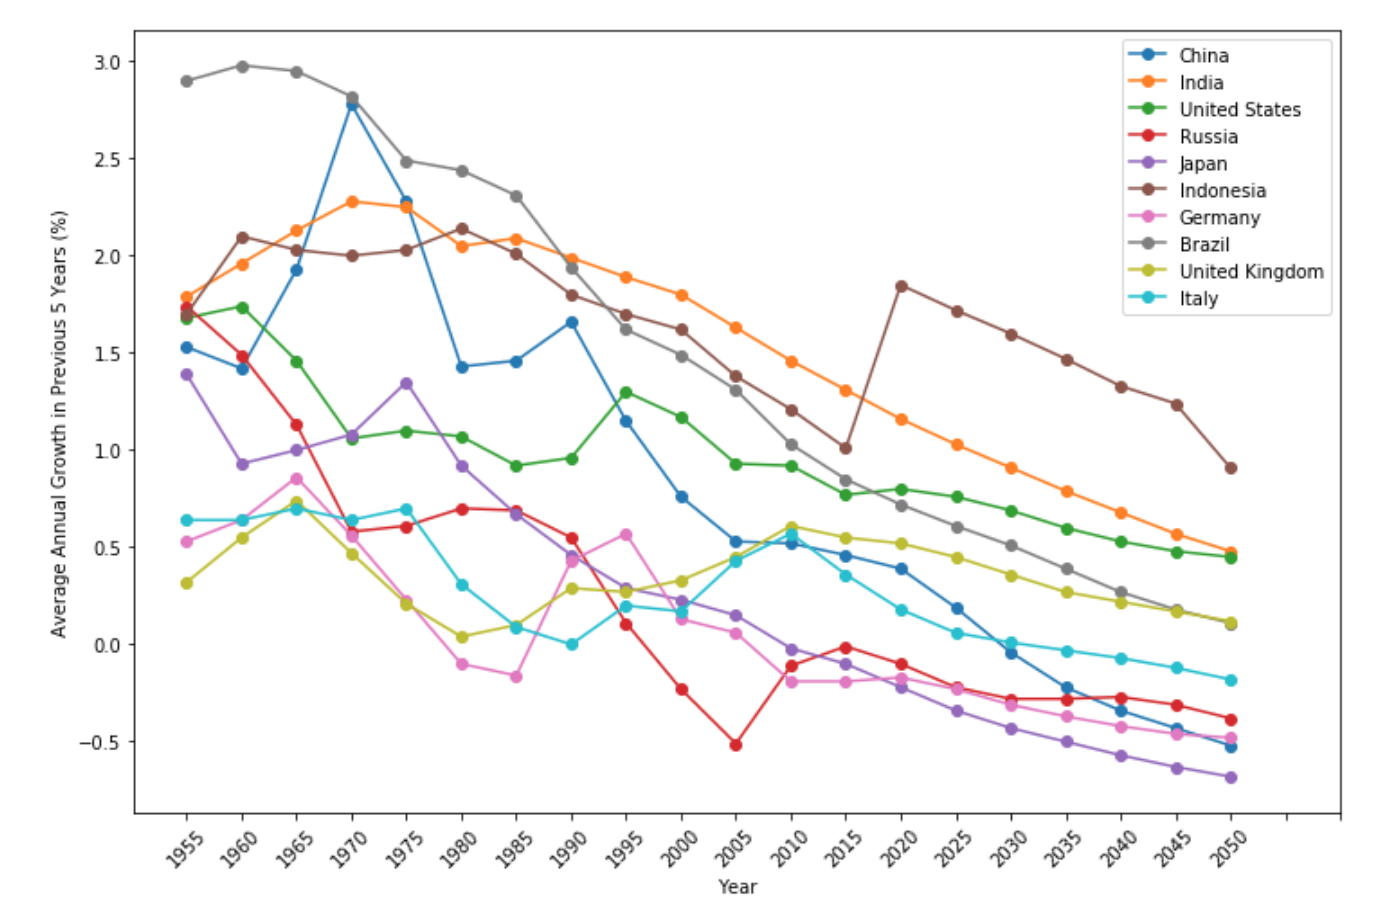 Average Annual Growth in Previous 5 Years (%)
3.0
2.5
2.0
1.5
1.0
0.5
0.0
−0.5
China
India
United States
Russia
Japan
Indonesia
Germany
Brazil
United Kingdom
Italy
1955 1960 1965 1970 1975 1980 1985 1990 1995 2000 2005 2010 2015 2020 2025 2030 2035 2040 2045 2050
Year